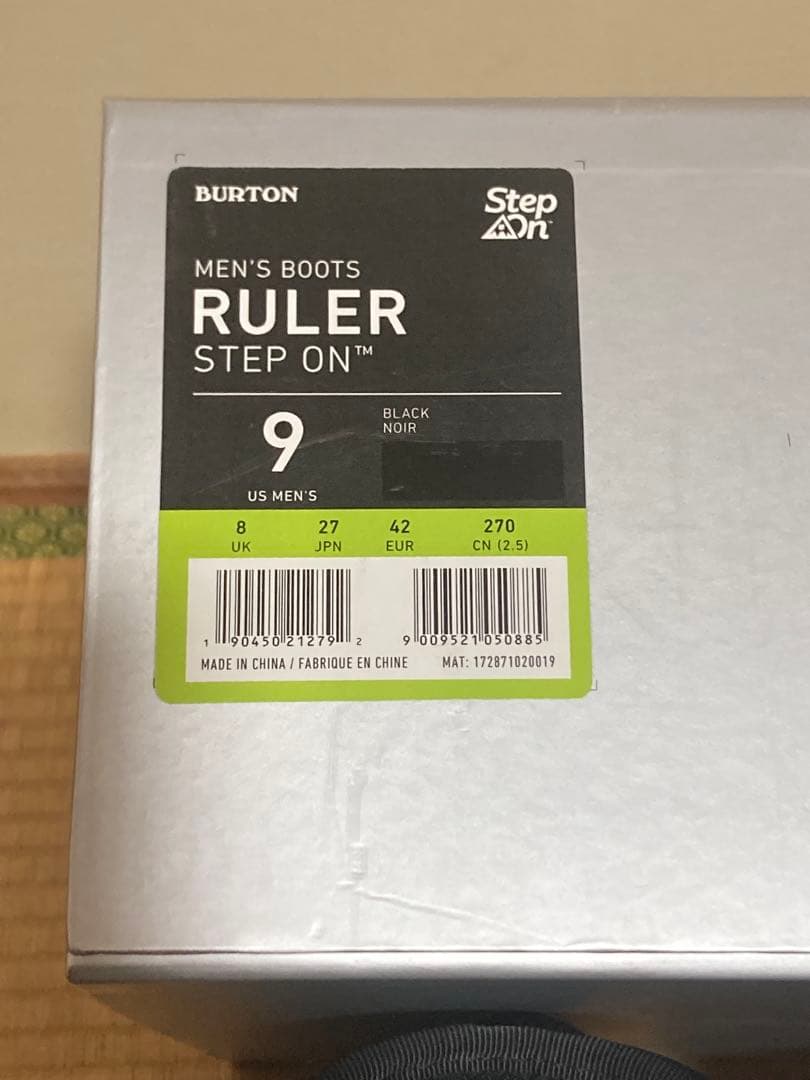 BURTON
Step On™
MEN'S BOOTS
RULER
STEP ON™
9
US MEN'S
BLACK
NOIR
8 27 42 270
UK JPN EUR CN (2.5)
1 90450 21279 2
9 009521 050885
MADE IN CHINA / FABRIQUE EN CHINE MAT: 172871020019